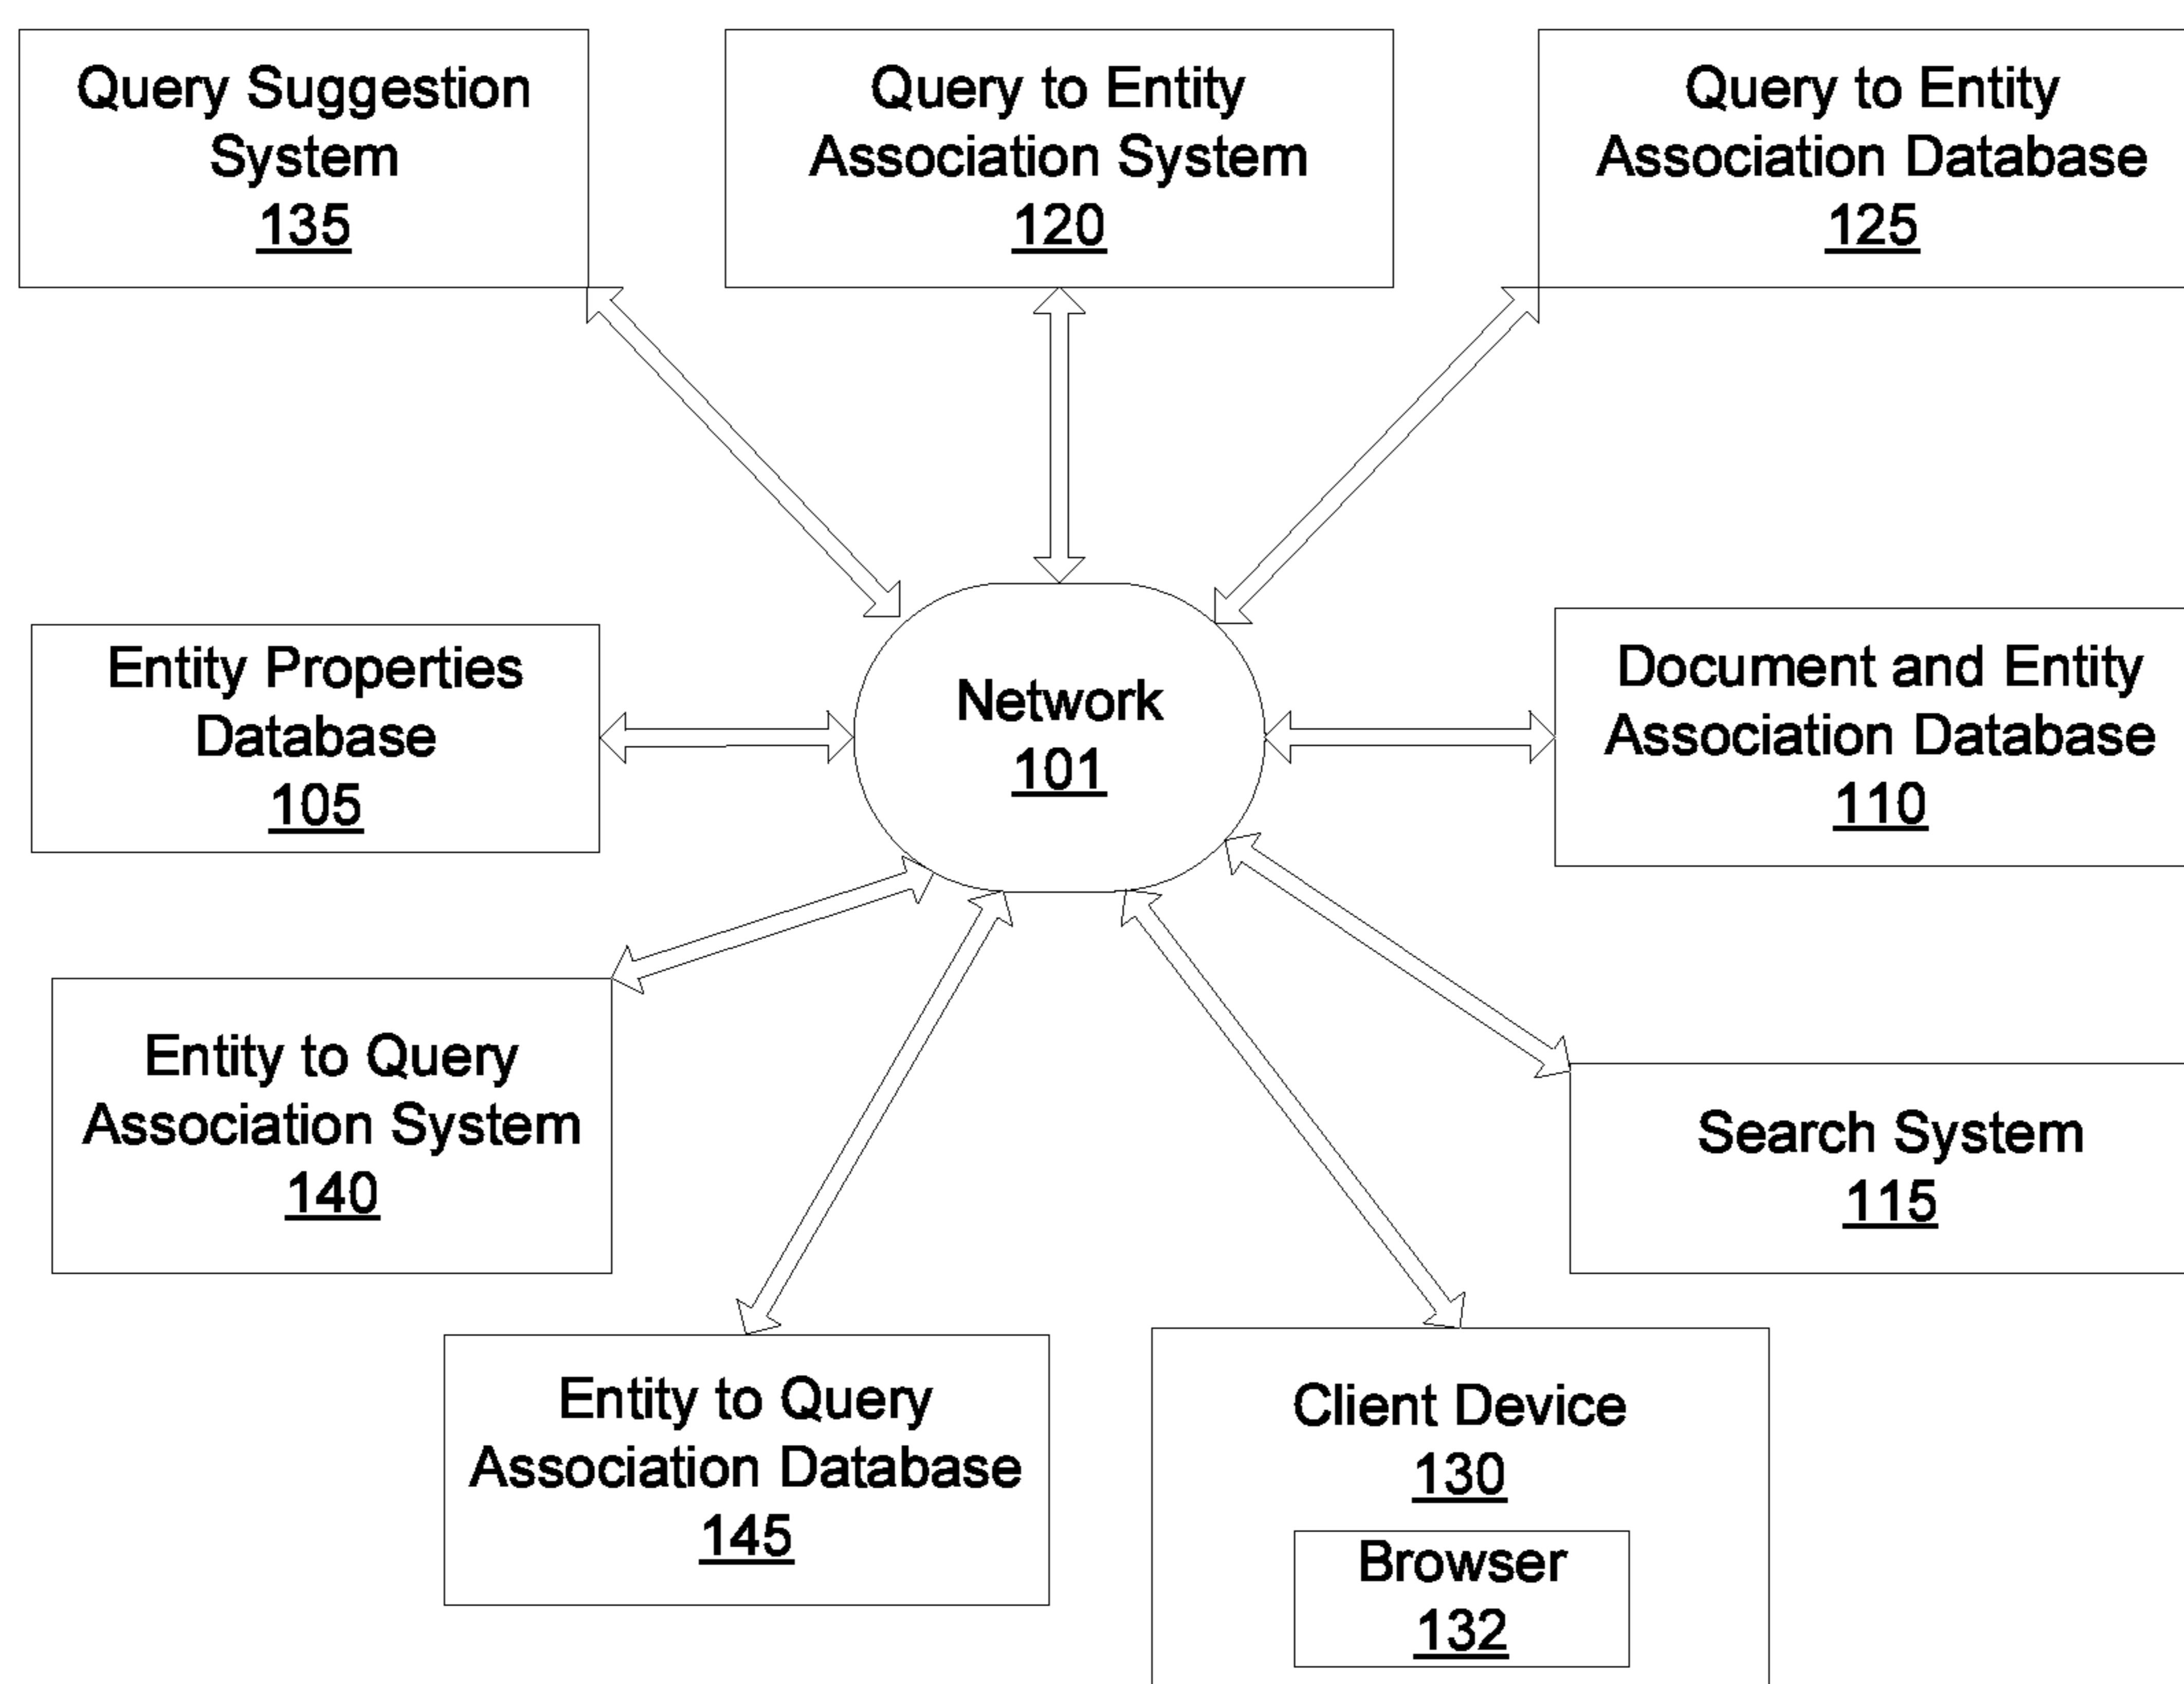 Query Suggestion
System
135
Query to Entity
Association System
120
Query to Entity
Association Database
125
Entity Properties
Database
105
Network
101
Document and Entity
Association Database
110
Entity to Query
Association System
140
Search System
115
Entity to Query
Association Database
145
Client Device
130
Browser
132